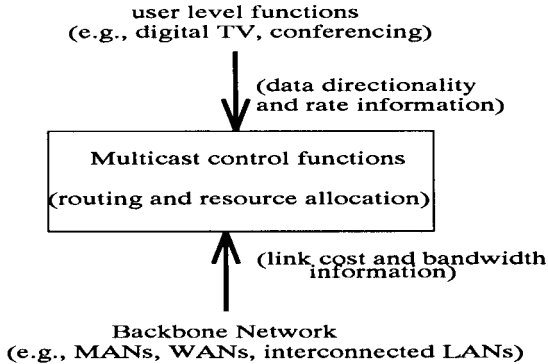 user level functions
(e.g., digital TV, conferencing)
(data directionality
and rate information)
Multicast control functions
(routing and resource allocation)
(link cost and bandwidth
information)
Backbone Network
(e.g., MANs, WANs, interconnected LANs)